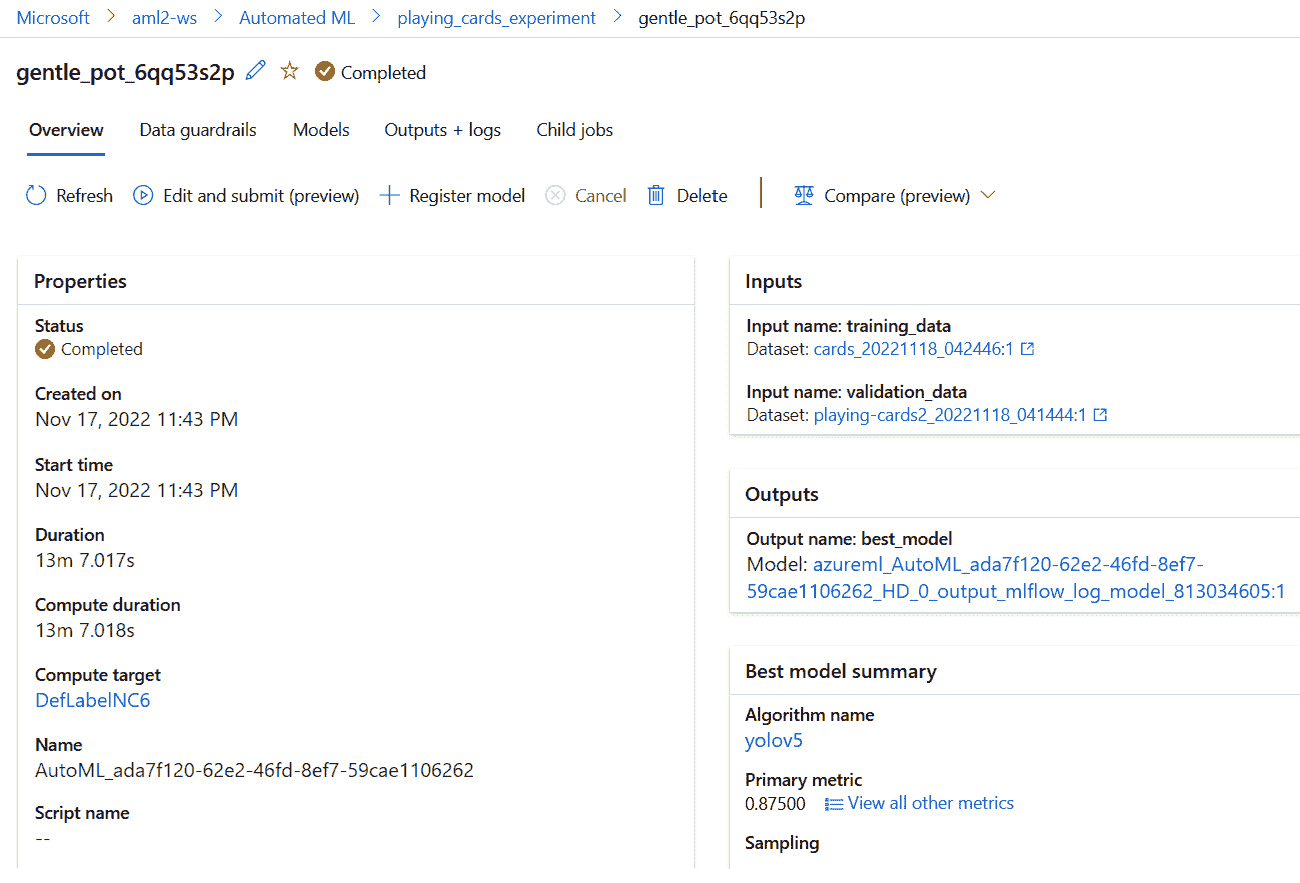 Microsoft > aml2-ws > Automated ML > playing_cards_experiment > gentle_pot_6qq53s2p
gentle_pot_6qq53s2p Completed
Overview Data guardrails Models Outputs + logs Child jobs
Refresh Edit and submit (preview) Register model Cancel Delete Compare (preview)
Properties
Status
Completed
Created on
Nov 17, 2022 11:43 PM
Start time
Nov 17, 2022 11:43 PM
Duration
13m 7.017s
Compute duration
13m 7.018s
Compute target
DefLabelNC6
Name
AutoML_ada7f120-62e2-46fd-8ef7-59cae1106262
Script name
--
Inputs
Input name: training_data
Dataset: cards_20221118_042446:1
Input name: validation_data
Dataset: playing-cards2_20221118_041444:1
Outputs
Output name: best_model
Model: azureml_AutoML_ada7f120-62e2-46fd-8ef7-
59cae1106262_HD_0_output_mlflow_log_model_813034605:1
Best model summary
Algorithm name
yolov5
Primary metric
0.87500 View all other metrics
Sampling